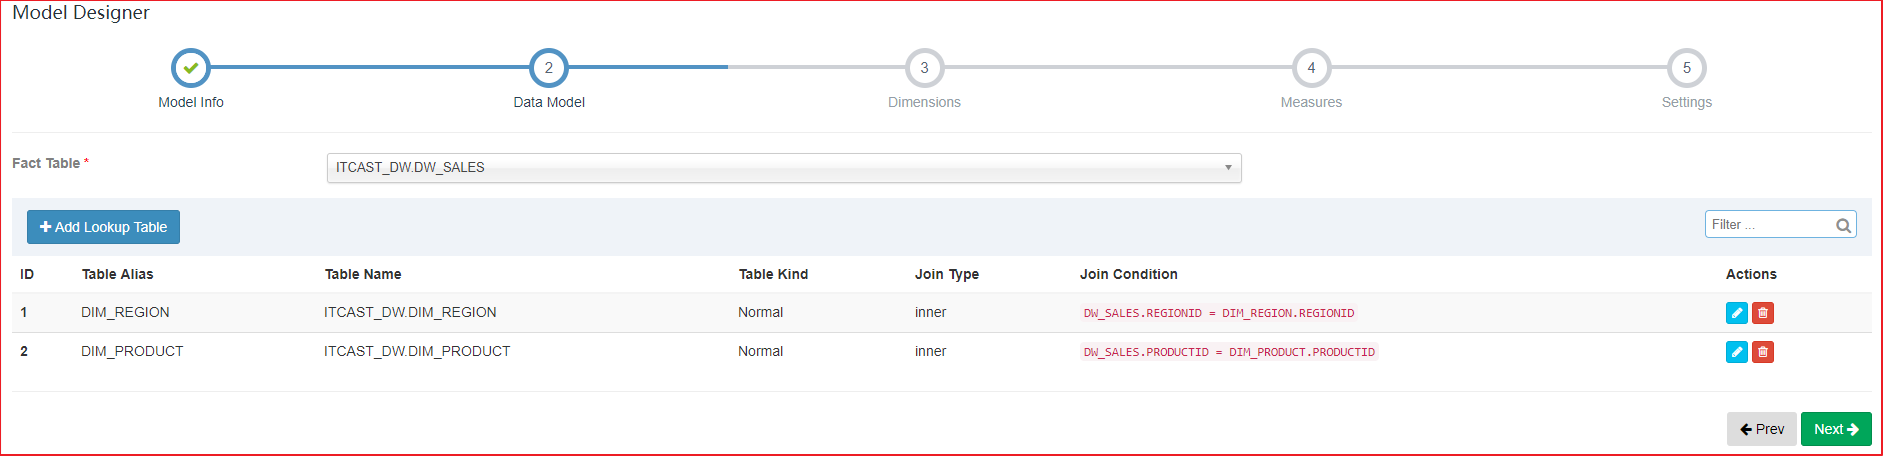 Model Designer
2 3 4 5
Model Info Data Model Dimensions Measures Settings
Fact Table * ITCAST_DW.DW_SALES
Add Lookup Table Filter ...
ID Table Alias Table Name Table Kind Join Type Join Condition Actions
1 DIM_REGION ITCAST_DW.DIM_REGION Normal inner DW_SALES.REGIONID = DIM_REGION.REGIONID
2 DIM_PRODUCT ITCAST_DW.DIM_PRODUCT Normal inner DW_SALES.PRODUCTID = DIM_PRODUCT.PRODUCTID
Prev Next